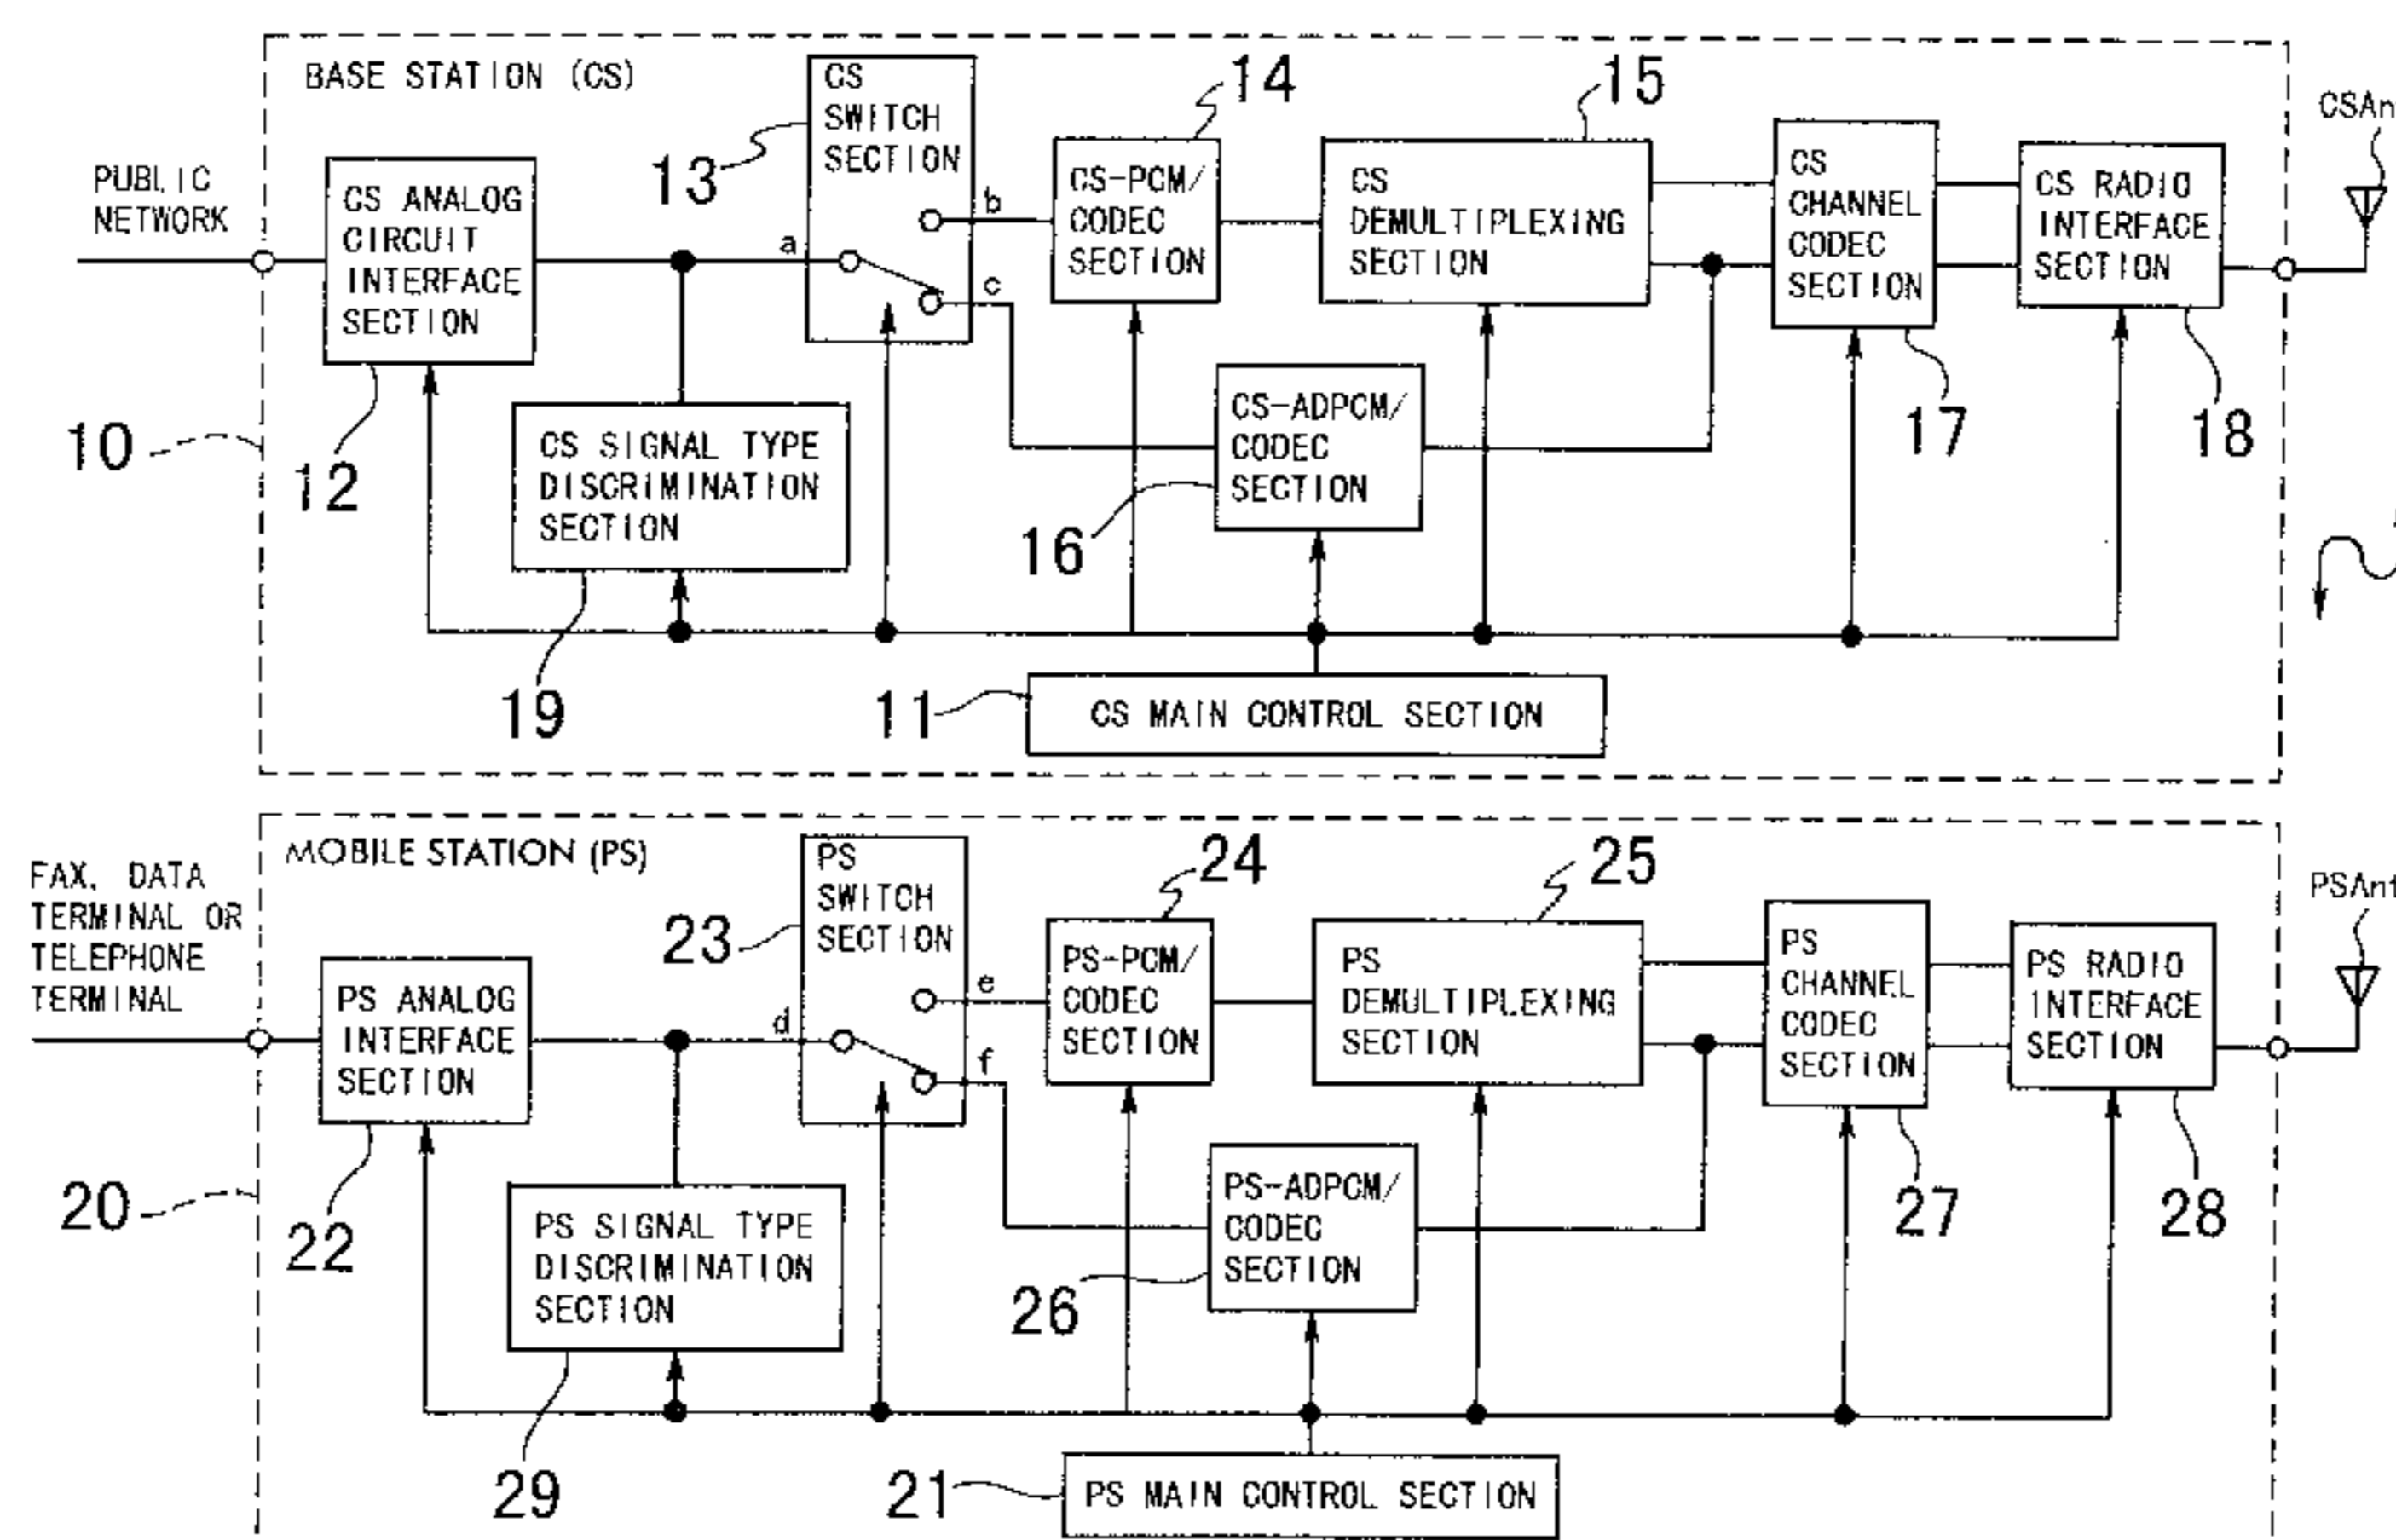 BASE STATION (CS)
CS
SWITCH
SECTION
13
14
15
PUBLIC
NETWORK
CS ANALOG
CIRCUIT
INTERFACE
SECTION
a
b
c
CS-PCM/
CODEC
SECTION
CS
DEMULTIPLEXING
SECTION
CS
CHANNEL
CODEC
SECTION
CS RADIO
INTERFACE
SECTION
CSAn
10
12
CS SIGNAL TYPE
DISCRIMINATION
SECTION
CS-ADPCM/
CODEC
SECTION
16
17
18
19
11
CS MAIN CONTROL SECTION
MOBILE STATION (PS)
PS
SWITCH
SECTION
23
24
25
FAX, DATA
TERMINAL OR
TELEPHONE
TERMINAL
PS ANALOG
INTERFACE
SECTION
d
e
f
PS-PCM/
CODEC
SECTION
PS
DEMULTIPLEXING
SECTION
PS
CHANNEL
CODEC
SECTION
PS RADIO
INTERFACE
SECTION
PSAnt
20
22
PS SIGNAL TYPE
DISCRIMINATION
SECTION
PS-ADPCM/
CODEC
SECTION
26
27
28
29
21
PS MAIN CONTROL SECTION